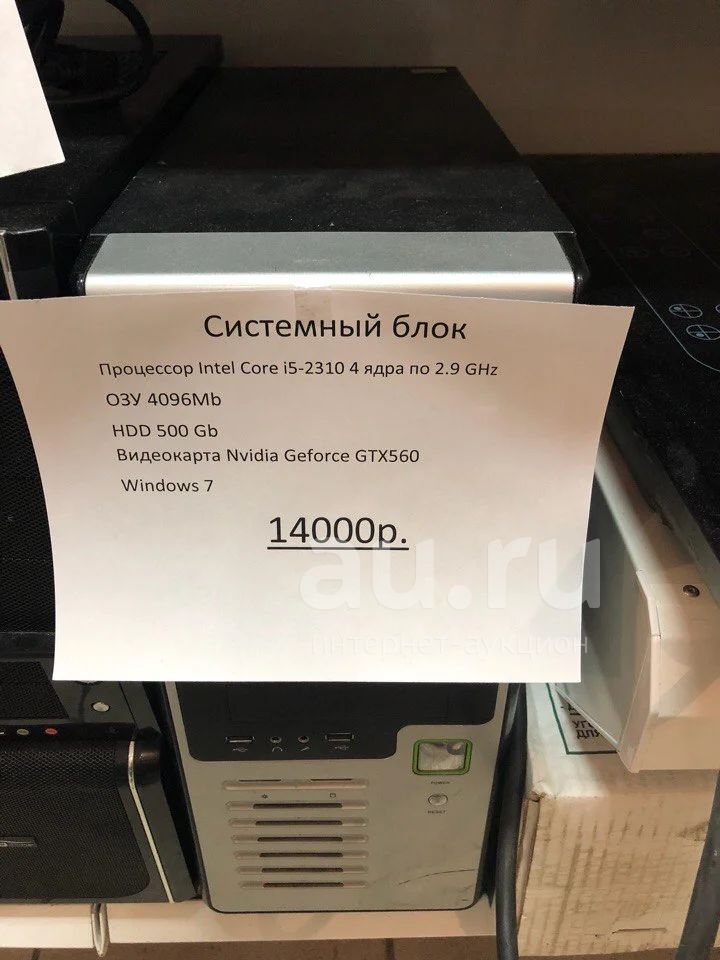 Системный блок
Процессор Intel Core i5-2310 4 ядра по 2.9 GHz
ОЗУ 4096Mb
HDD 500 Gb
Видеокарта Nvidia Geforce GTX560
Windows 7
14000р.
au.ru
интернет-аукцион
POWER
RESET